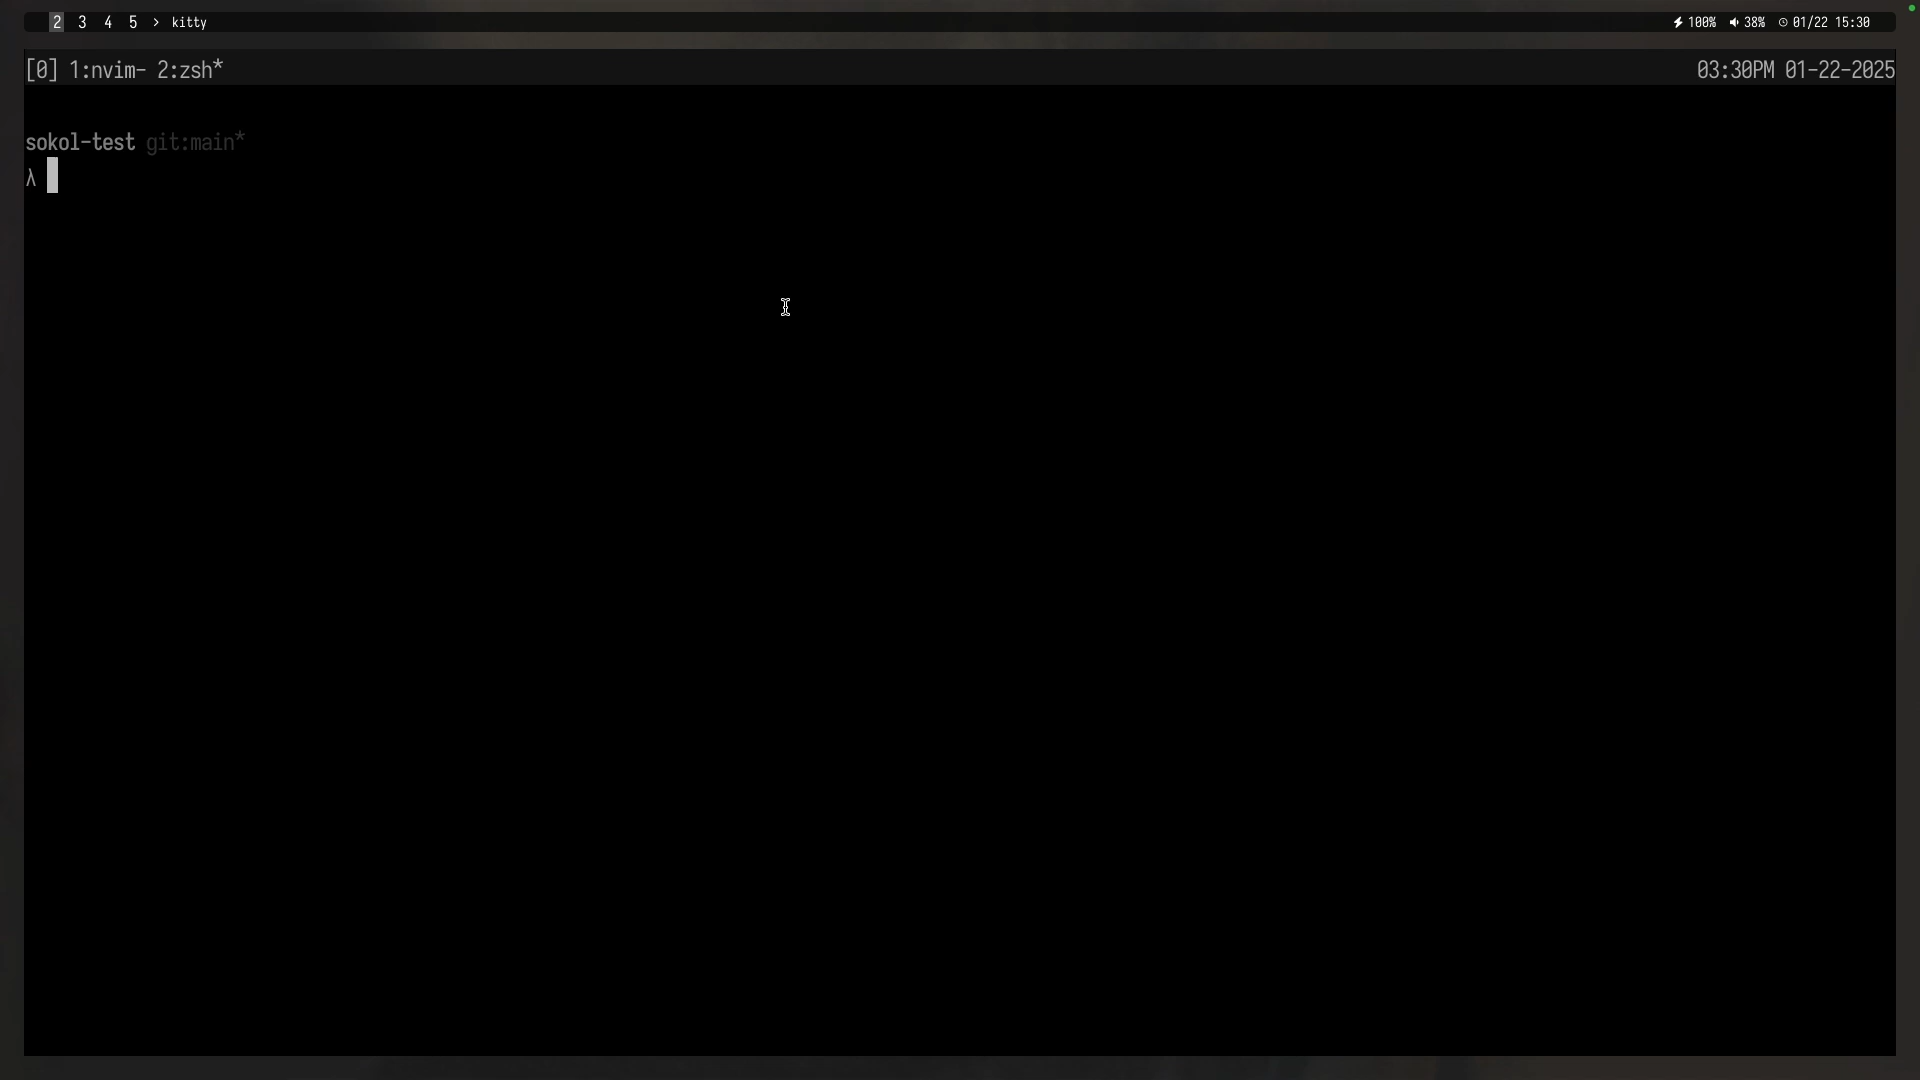 2 3 4 5 > kitty
100% 38% 01/22 15:30
[0] 1:nvim- 2:zsh*
03:30PM 01-22-2025
sokol-test git:main*
λ